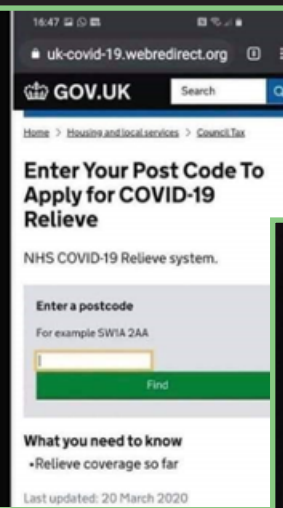 16:47
uk-covid-19.webredirect.org
GOV.UK
Search
Home > Housing and local services > Council Tax
Enter Your Post Code To
Apply for COVID-19
Relieve
NHS COVID-19 Relieve system.
Enter a postcode
For example SW1A 2AA
Find
What you need to know
•Relieve coverage so far
Last updated: 20 March 2020